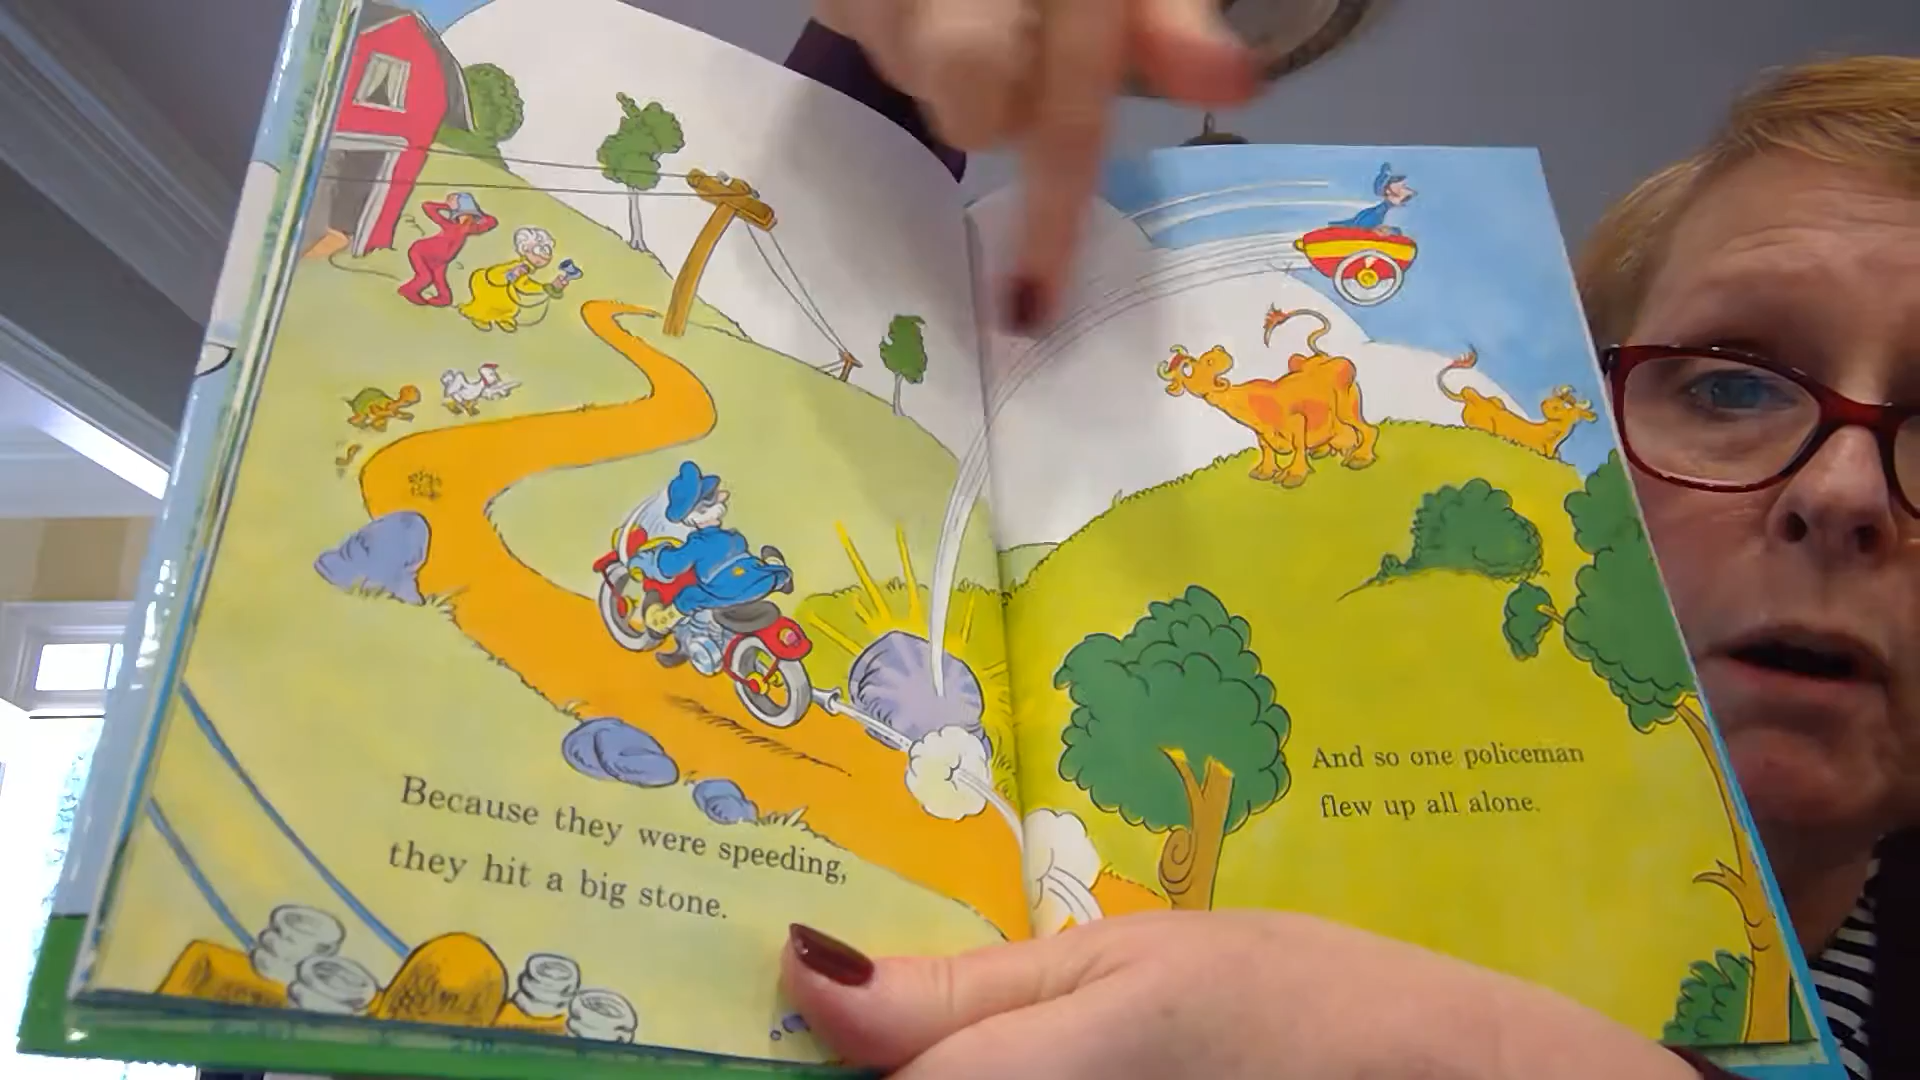 Because they were speeding,
they hit a big stone.
And so one policeman
flew up all alone.